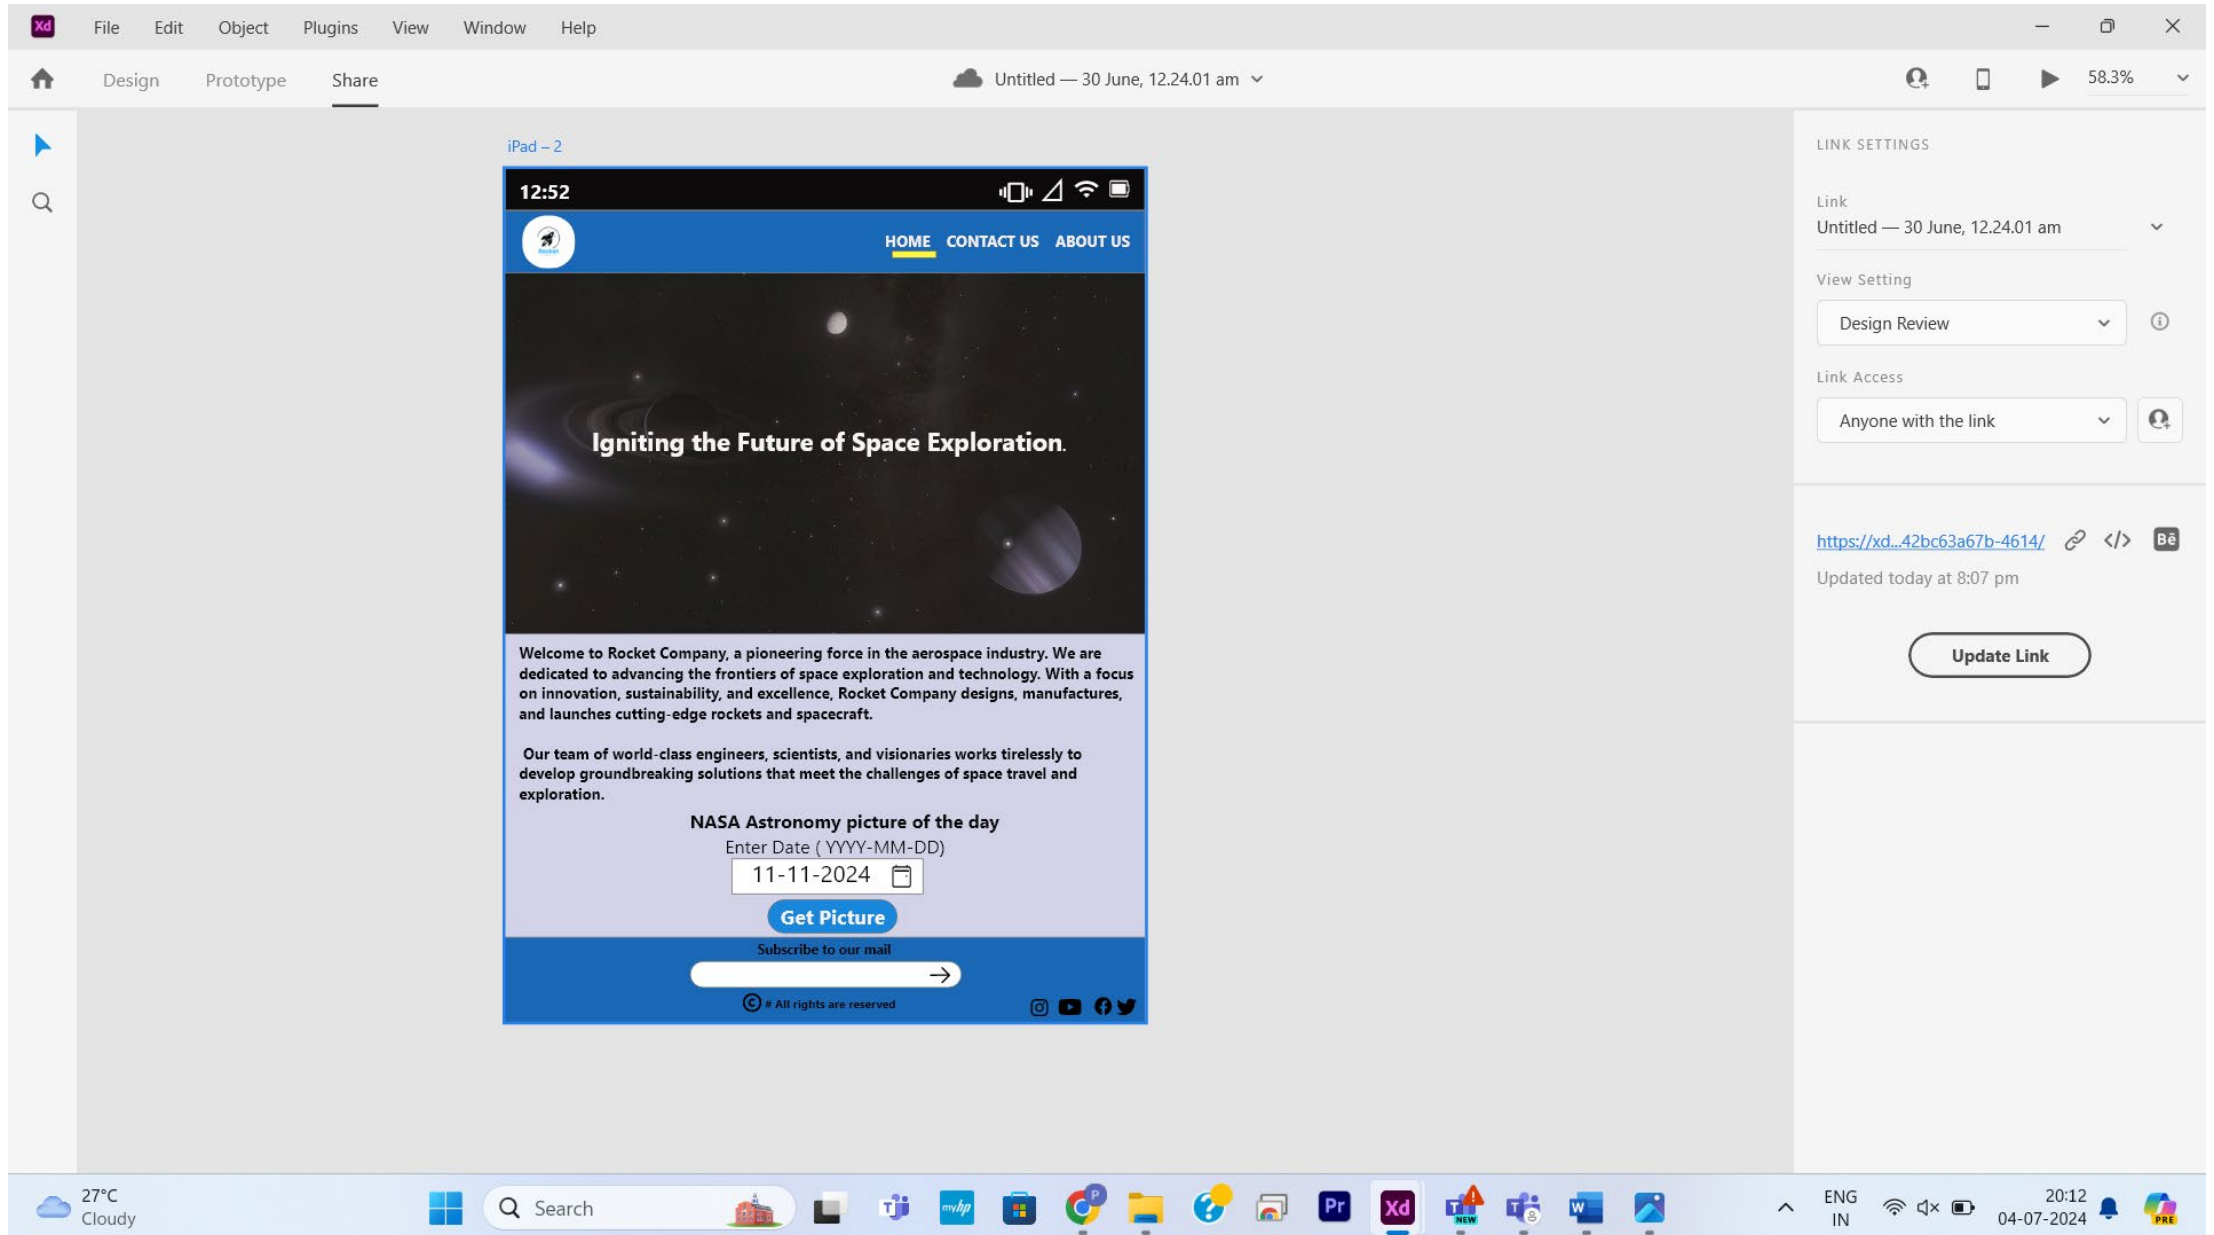 Xd File Edit Object Plugins View Window Help
Design Prototype Share Untitled — 30 June, 12.24.01 am 58.3%
iPad – 2
12:52
HOME CONTACT US ABOUT US
Igniting the Future of Space Exploration.
Welcome to Rocket Company, a pioneering force in the aerospace industry. We are
dedicated to advancing the frontiers of space exploration and technology. With a focus
on innovation, sustainability, and excellence, Rocket Company designs, manufactures,
and launches cutting-edge rockets and spacecraft.
Our team of world-class engineers, scientists, and visionaries works tirelessly to
develop groundbreaking solutions that meet the challenges of space travel and
exploration.
NASA Astronomy picture of the day
Enter Date ( YYYY-MM-DD)
11-11-2024
Get Picture
Subscribe to our mail
© # All rights are reserved
LINK SETTINGS
Link
Untitled — 30 June, 12.24.01 am
View Setting
Design Review
Link Access
Anyone with the link
https://xd...42bc63a67b-4614/ </> Bē
Updated today at 8:07 pm
Update Link
27°C
Cloudy
Search
myhp
P
Pr
Xd
NEW
W
ENG
IN
20:12
04-07-2024
PRE